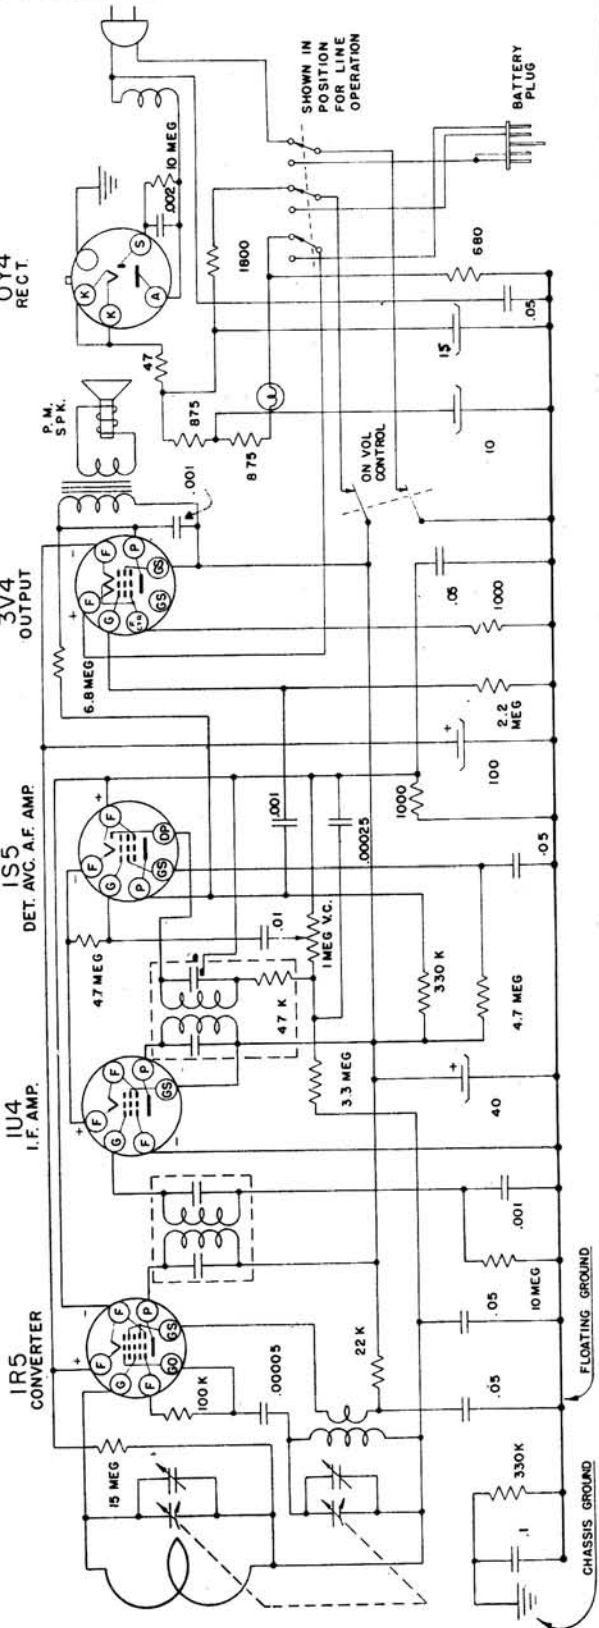 1R5
CONVERTER
1U4
I.F. AMP.
1S5
DET. AVC. A.F. AMP.
3V4
OUTPUT
0Y4
RECT.
+
-
F
F
G
P
F
GO
GS
15 MEG
100 K
.00005
22 K
+
-
F
F
G
P
F
GS
47 K
3.3 MEG
-
+
F
F
G
P
GS
DP
47 MEG
.01
1 MEG V.C.
.001
.00025
1000
330 K
4.7 MEG
+
-
F
F
G
P
GS
GS
6.8 MEG
P. M.
SPK.
.001
K
K
A
S
.002
10 MEG
47
875
875
1800
680
ON VOL
CONTROL
SHOWN IN
POSITION
FOR LINE
OPERATION
BATTERY
PLUG
.1
330K
.05
.05
10 MEG
.001
+
40
.05
+
100
2.2
MEG
1000
.05
10
15
.05
CHASSIS GROUND
FLOATING GROUND